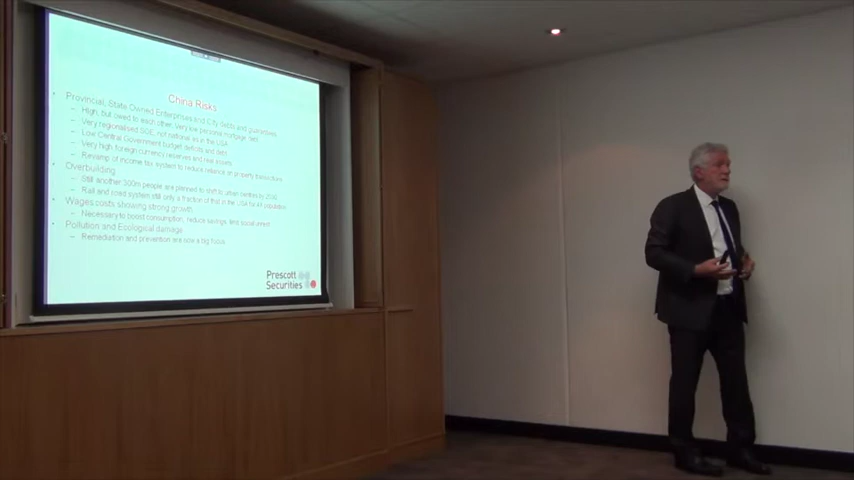 China Risks
• Provincial, State Owned Enterprises and City debts and guarantees
– High, but owed to each other. Very low personal mortgage debt
– Very regionalised SOE, not national as in the USA
– Low Central Government budget deficits and debt
– Very high foreign currency reserves and real assets
– Revamp of income tax system to reduce reliance on property transactions
• Overbuilding
– Still another 300m people are planned to shift to urban centres by
– Rail and road system still only a fraction of that in the USA for 4X population
• Wages costs showing strong growth
– Necessary to boost consumption, reduce savings, limit social unrest
• Pollution and Ecological damage
– Remediation and prevention are now a big focus
Prescott
Securities